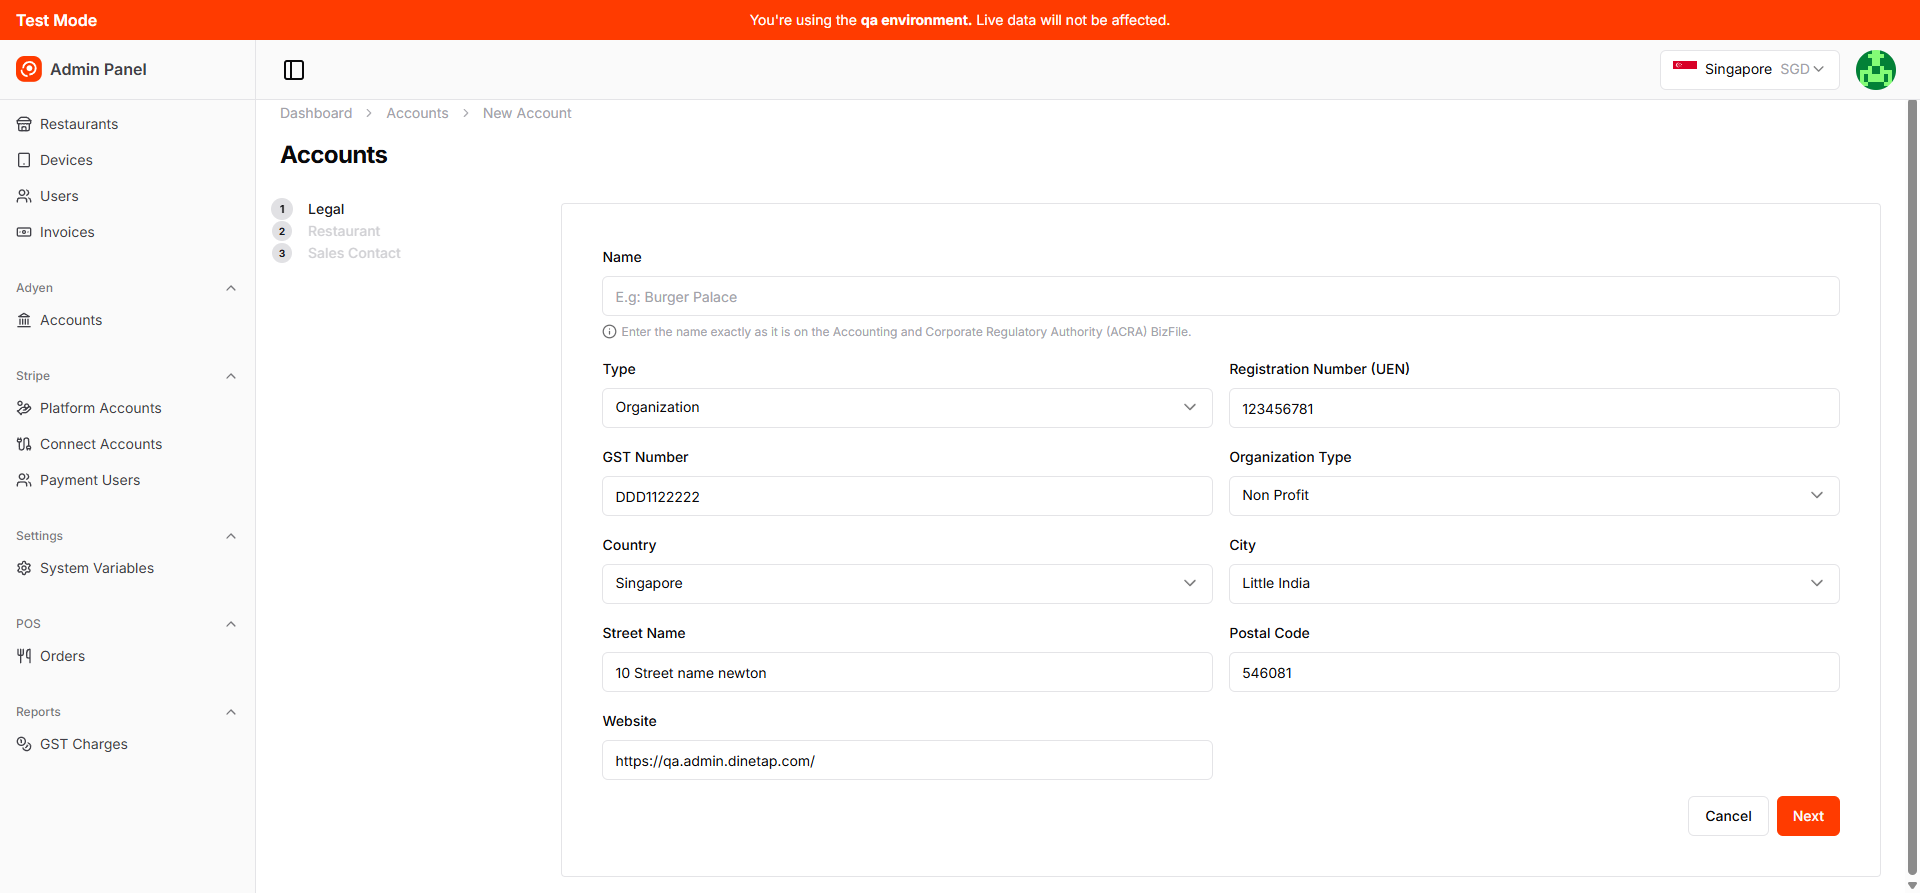 Test Mode
You're using the qa environment. Live data will not be affected.
Admin Panel
Singapore SGD
Restaurants
Devices
Users
Invoices
Adyen
Accounts
Stripe
Platform Accounts
Connect Accounts
Payment Users
Settings
System Variables
POS
Orders
Reports
GST Charges
Dashboard > Accounts > New Account
Accounts
1 Legal
2 Restaurant
3 Sales Contact
Name
E.g: Burger Palace
Enter the name exactly as it is on the Accounting and Corporate Regulatory Authority (ACRA) BizFile.
Type
Organization
Registration Number (UEN)
123456781
GST Number
DDD1122222
Organization Type
Non Profit
Country
Singapore
City
Little India
Street Name
10 Street name newton
Postal Code
546081
Website
https://qa.admin.dinetap.com/
Cancel
Next